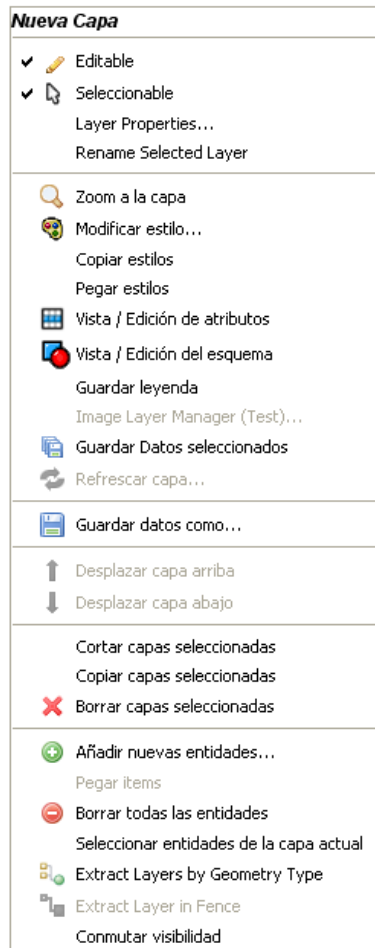 Nueva Capa
Editable
Seleccionable
Layer Properties...
Rename Selected Layer
Zoom a la capa
Modificar estilo...
Copiar estilos
Pegar estilos
Vista / Edición de atributos
Vista / Edición del esquema
Guardar leyenda
Image Layer Manager (Test)...
Guardar Datos seleccionados
Refrescar capa...
Guardar datos como...
Desplazar capa arriba
Desplazar capa abajo
Cortar capas seleccionadas
Copiar capas seleccionadas
Borrar capas seleccionadas
Añadir nuevas entidades...
Pegar items
Borrar todas las entidades
Seleccionar entidades de la capa actual
Extract Layers by Geometry Type
Extract Layer in Fence
Conmutar visibilidad